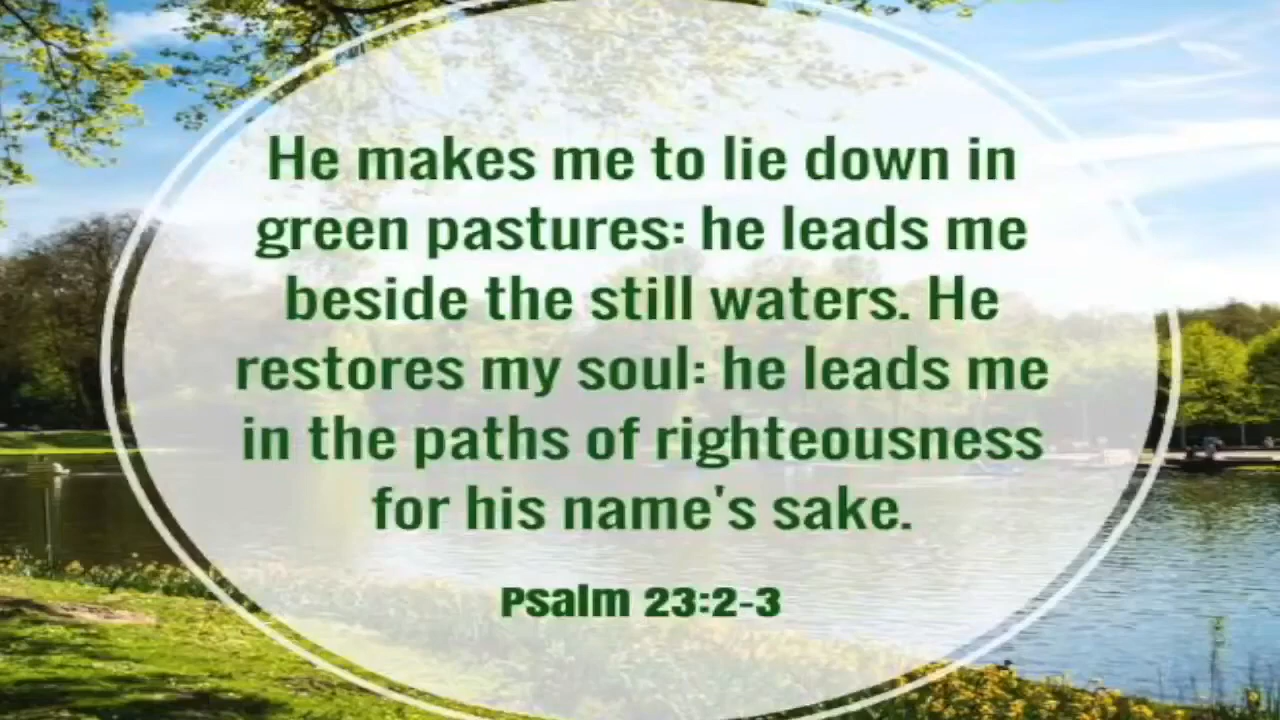 He makes me to lie down in
green pastures: he leads me
beside the still waters. He
restores my soul: he leads me
in the paths of righteousness
for his name's sake.
Psalm 23:2-3